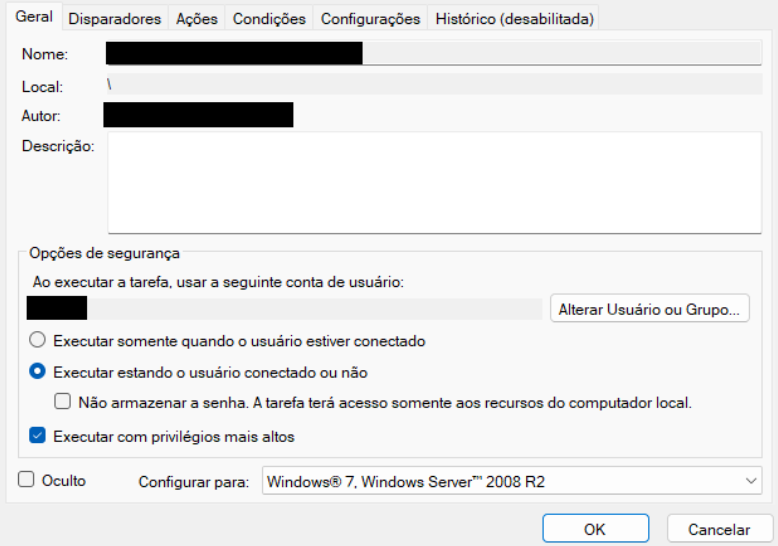 Geral Disparadores Ações Condições Configurações Histórico (desabilitada)
Nome:
Local: \
Autor:
Descrição:
Opções de segurança
Ao executar a tarefa, usar a seguinte conta de usuário:
Alterar Usuário ou Grupo...
Executar somente quando o usuário estiver conectado
Executar estando o usuário conectado ou não
Não armazenar a senha. A tarefa terá acesso somente aos recursos do computador local.
Executar com privilégios mais altos
Oculto Configurar para: Windows® 7, Windows Server™ 2008 R2
OK Cancelar